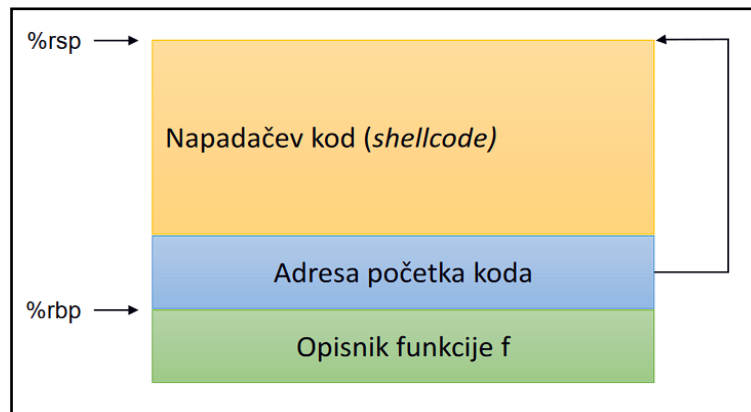 %rsp
Napadačev kod (shellcode)
Adresa početka koda
%rbp
Opisnik funkcije f